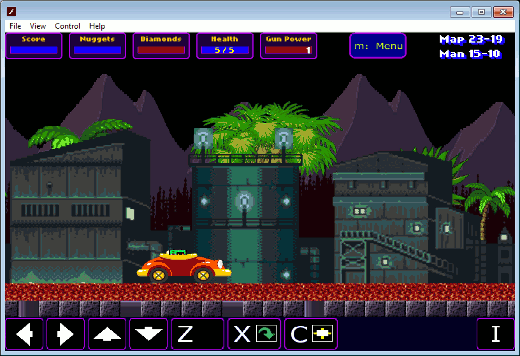 File View Control Help
Score Nuggets Diamonds Health Gun Power
5 / 5 1
m: Menu
Map 23-19
Man 15-10
Z X C I